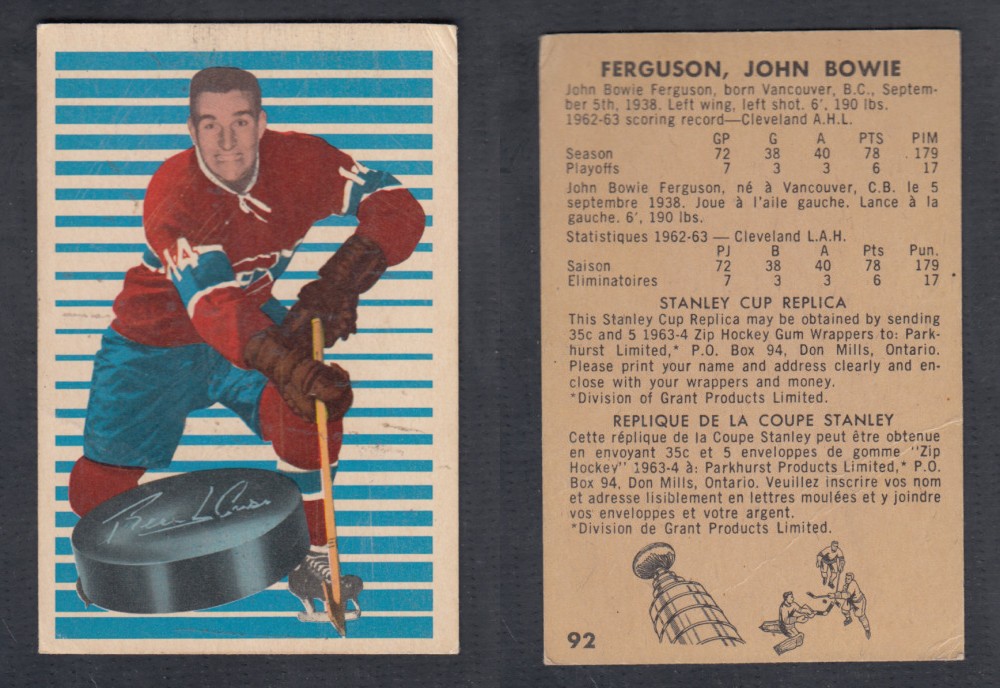 14
FERGUSON, JOHN BOWIE
John Bowie Ferguson, born Vancouver, B.C., Septem-
ber 5th, 1938. Left wing, left shot. 6', 190 lbs.
1962-63 scoring record—Cleveland A.H.L.
GP G A PTS PIM
Season 72 38 40 78 179
Playoffs 7 3 3 6 17
John Bowie Ferguson, né à Vancouver, C.B. le 5
septembre 1938. Joue à l'aile gauche. Lance à la
gauche. 6', 190 lbs.
Statistiques 1962-63 — Cleveland L.A.H.
PJ B A Pts Pun.
Saison 72 38 40 78 179
Eliminatoires 7 3 3 6 17
STANLEY CUP REPLICA
This Stanley Cup Replica may be obtained by sending
35c and 5 1963-4 Zip Hockey Gum Wrappers to: Park-
hurst Limited,* P.O. Box 94, Don Mills, Ontario.
Please print your name and address clearly and en-
close with your wrappers and money.
*Division of Grant Products Limited.
REPLIQUE DE LA COUPE STANLEY
Cette réplique de la Coupe Stanley peut être obtenue
en envoyant 35c et 5 enveloppes de gomme "Zip
Hockey" 1963-4 à: Parkhurst Products Limited,* P.O.
Box 94, Don Mills, Ontario. Veuillez inscrire vos nom
et adresse lisiblement en lettres moulées et y joindre
vos enveloppes et votre argent.
*Division de Grant Products Limited.
92